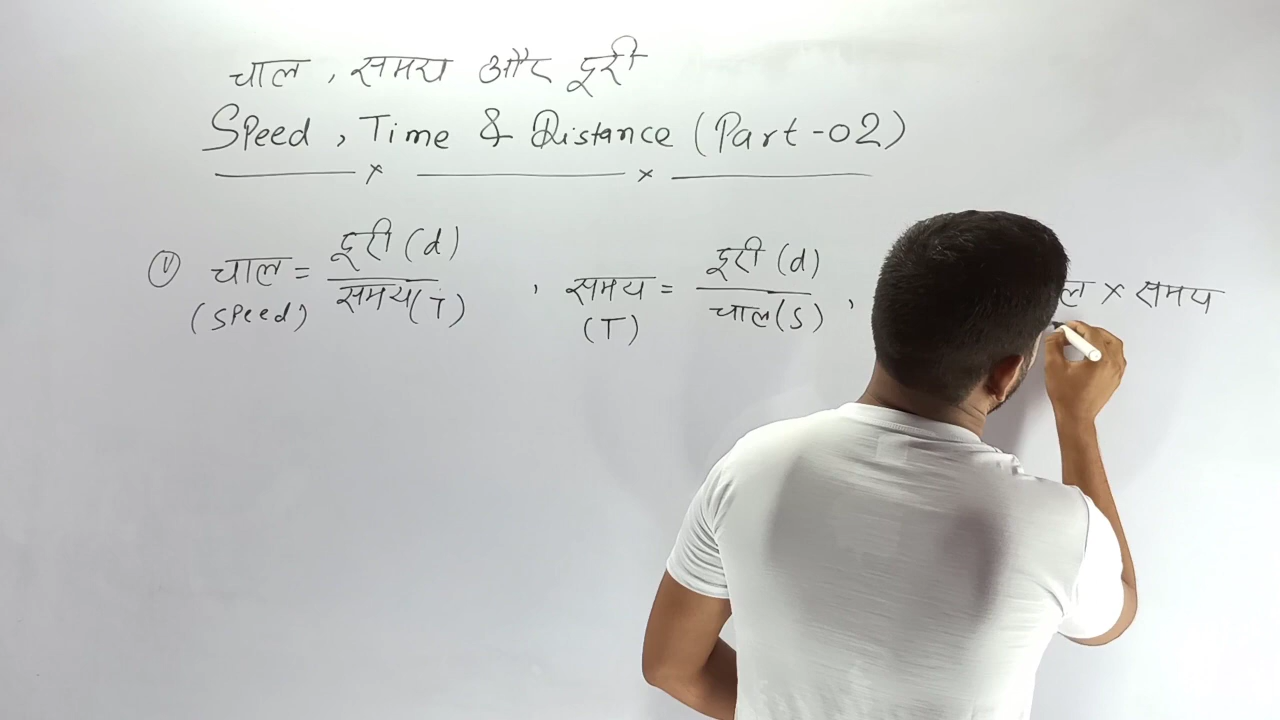 चाल , समय और दूरी
Speed , Time & Distance (Part-02)
① चाल = दूरी (d) / समय (T) , समय = दूरी (d) / चाल (S) , × समय
(Speed) (T)